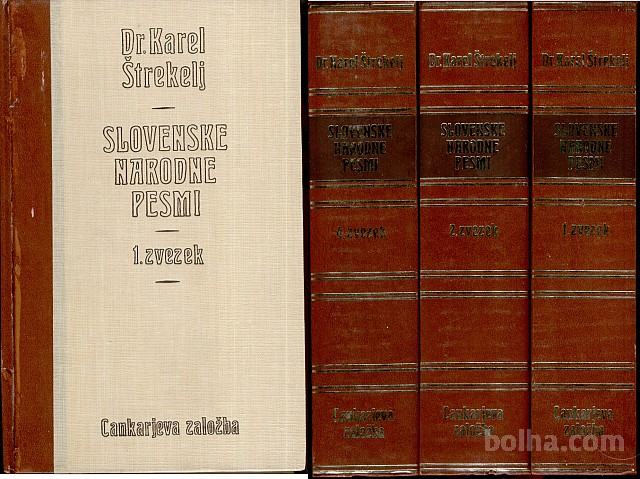 Dr. Karel
Štrekelj
SLOVENSKE
NARODNE
PESMI
1. zvezek
Cankarjeva založba
Dr. Karel Štrekelj
SLOVENSKE
NARODNE
PESMI
4. zvezek
Cankarjeva
založba
Dr. Karel Štrekelj
SLOVENSKE
NARODNE
PESMI
2. zvezek
Cankarjeva
založba
Dr. Karel Štrekelj
SLOVENSKE
NARODNE
PESMI
1. zvezek
Cankarjeva
založba
bolha.com